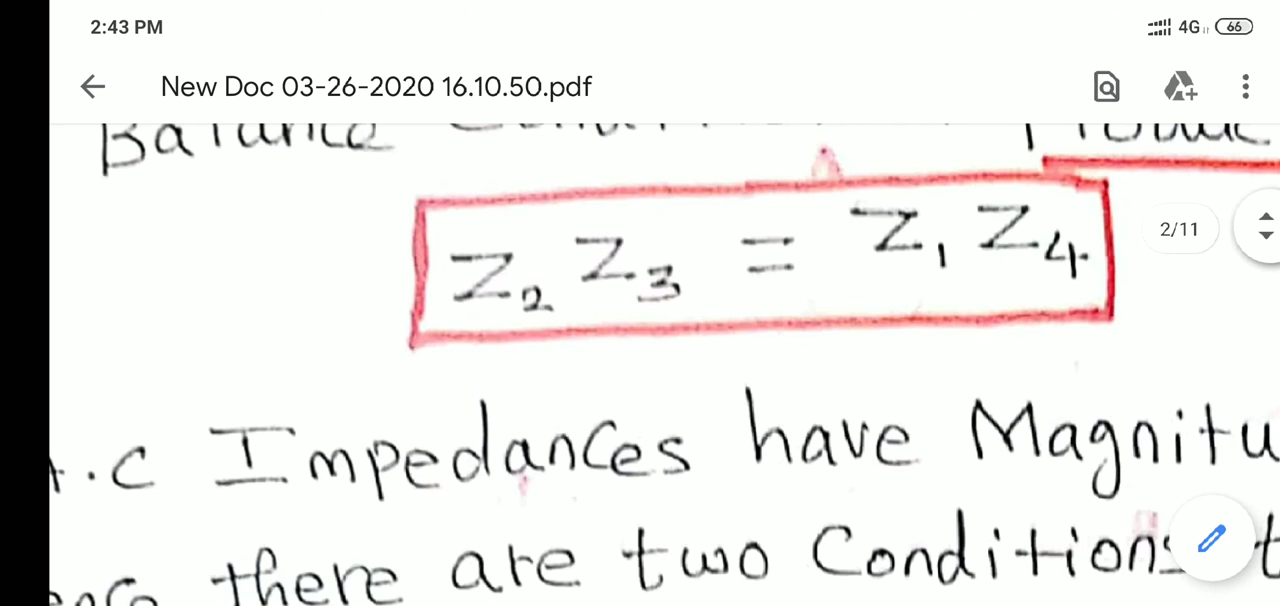 2:43 PM 4G 66
New Doc 03-26-2020 16.10.50.pdf
Balance
Z₂ Z₃ = Z₁ Z₄
2/11
A.C Impedances have Magnitu
there are two Conditions t